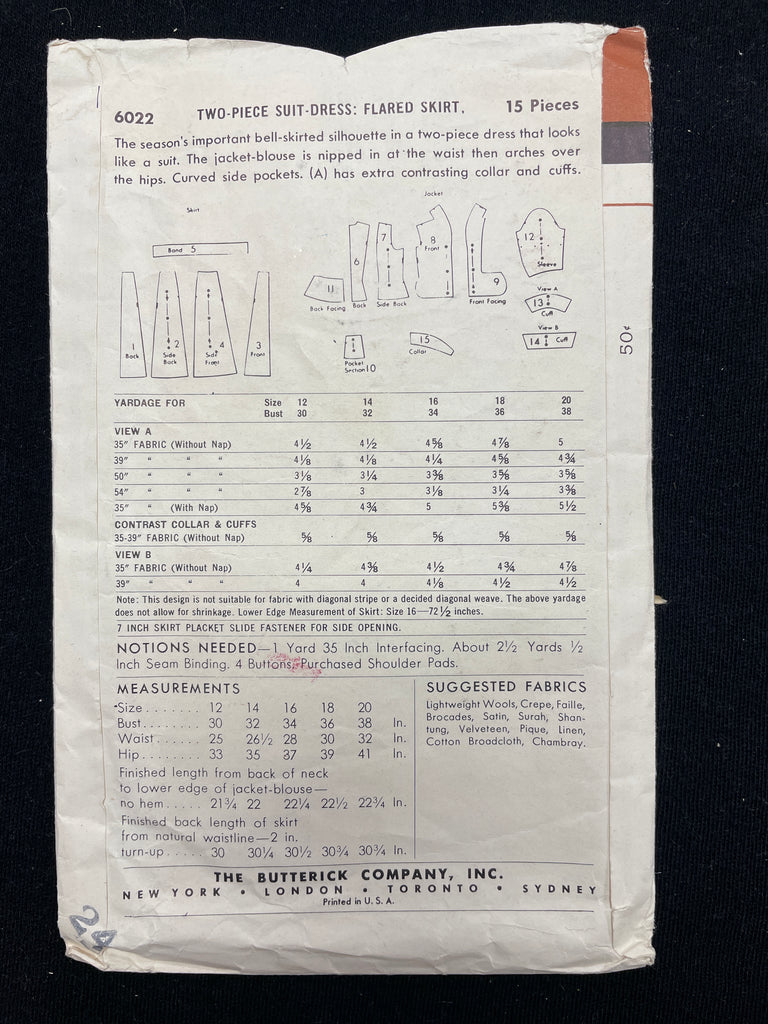 6022 TWO-PIECE SUIT-DRESS: FLARED SKIRT. 15 Pieces
The season's important bell-skirted silhouette in a two-piece dress that looks
like a suit. The jacket-blouse is nipped in at the waist then arches over
the hips. Curved side pockets. (A) has extra contrasting collar and cuffs.
Skirt
Jacket
Band 5
1 Back
2 Side Back
4 Side Front
3 Front
11 Back Facing
6 Back
7 Side Back
8 Front
9 Front Facing
12 Sleeve
View A
13 Cuff
View B
14 Cuff
Pocket Section 10
15 Collar
50¢
YARDAGE FOR Size 12 14 16 18 20
Bust 30 32 34 36 38
VIEW A
35" FABRIC (Without Nap) 4½ 4½ 4⅝ 4⅞ 5
39" " " " 4⅛ 4⅛ 4¼ 4⅝ 4¾
50" " " " 3⅛ 3¼ 3⅜ 3⅝ 3⅝
54" " " " 2⅞ 3 3⅛ 3¼ 3⅜
35" " (With Nap) 4⅝ 4¾ 5 5⅜ 5½
CONTRAST COLLAR & CUFFS
35-39" FABRIC (Without Nap) ⅝ ⅝ ⅝ ⅝ ⅝
VIEW B
35" FABRIC (Without Nap) 4¼ 4⅜ 4½ 4¾ 4⅞
39" " " " 4 4 4⅛ 4½ 4½
Note: This design is not suitable for fabric with diagonal stripe or a decided diagonal weave. The above yardage
does not allow for shrinkage. Lower Edge Measurement of Skirt: Size 16—72½ inches.
7 INCH SKIRT PLACKET SLIDE FASTENER FOR SIDE OPENING.
NOTIONS NEEDED—1 Yard 35 Inch Interfacing. About 2½ Yards ½
Inch Seam Binding. 4 Buttons. Purchased Shoulder Pads.
MEASUREMENTS
Size ....... 12 14 16 18 20
Bust ........ 30 32 34 36 38 In.
Waist ...... 25 26½ 28 30 32 In.
Hip ......... 33 35 37 39 41 In.
Finished length from back of neck
to lower edge of jacket-blouse—
no hem ..... 21¾ 22 22¼ 22½ 22¾ In.
Finished back length of skirt
from natural waistline—2 in.
turn-up ..... 30 30¼ 30½ 30¾ 30¾ In.
SUGGESTED FABRICS
Lightweight Wools, Crepe, Faille,
Brocades, Satin, Surah, Shan-
tung, Velveteen, Pique, Linen,
Cotton Broadcloth, Chambray.
THE BUTTERICK COMPANY, INC.
NEW YORK • LONDON • TORONTO • SYDNEY
Printed in U. S. A.
24